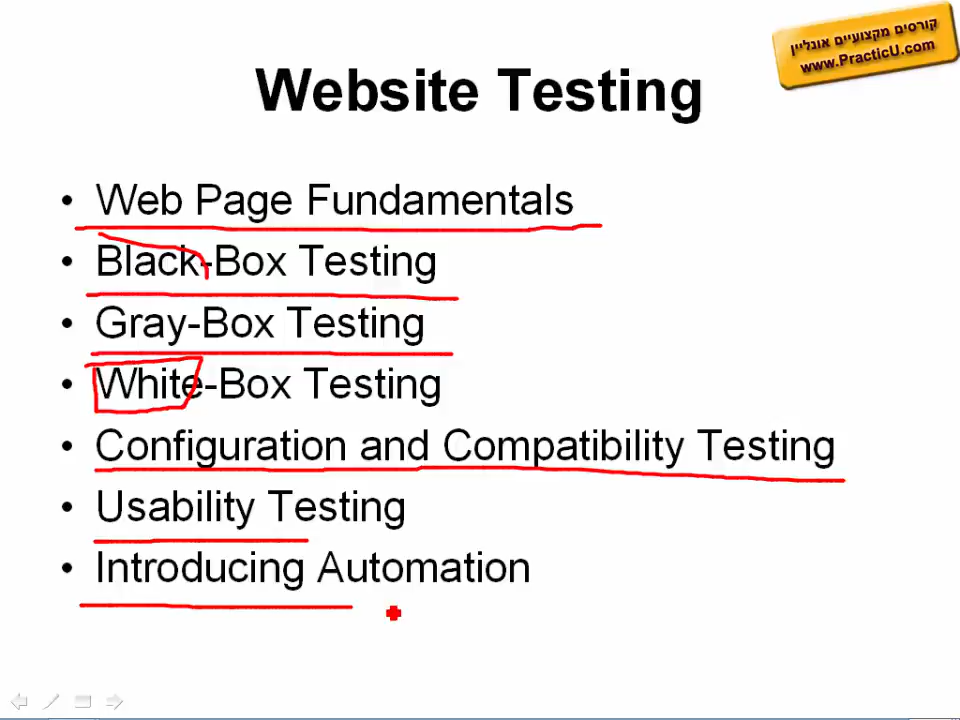 קורסים מקצועיים אונליין
www.PracticU.com
Website Testing
• Web Page Fundamentals
• Black-Box Testing
• Gray-Box Testing
• White-Box Testing
• Configuration and Compatibility Testing
• Usability Testing
• Introducing Automation